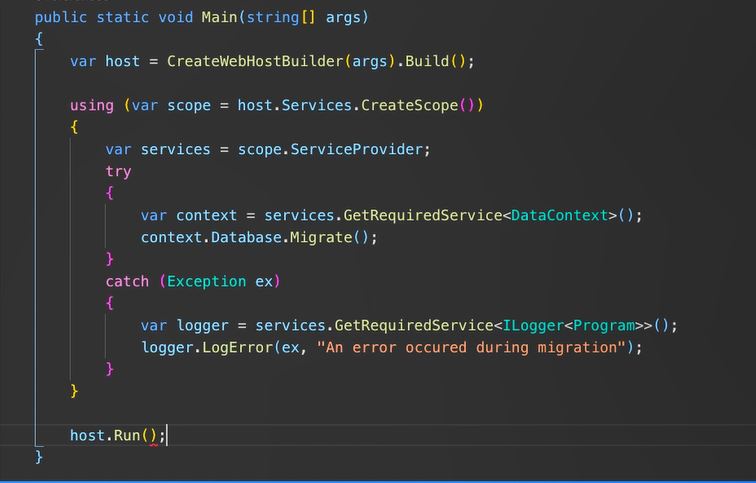 public static void Main(string[] args)
{
var host = CreateWebHostBuilder(args).Build();
using (var scope = host.Services.CreateScope())
{
var services = scope.ServiceProvider;
try
{
var context = services.GetRequiredService<DataContext>();
context.Database.Migrate();
}
catch (Exception ex)
{
var logger = services.GetRequiredService<ILogger<Program>>();
logger.LogError(ex, "An error occured during migration");
}
}
host.Run();
}